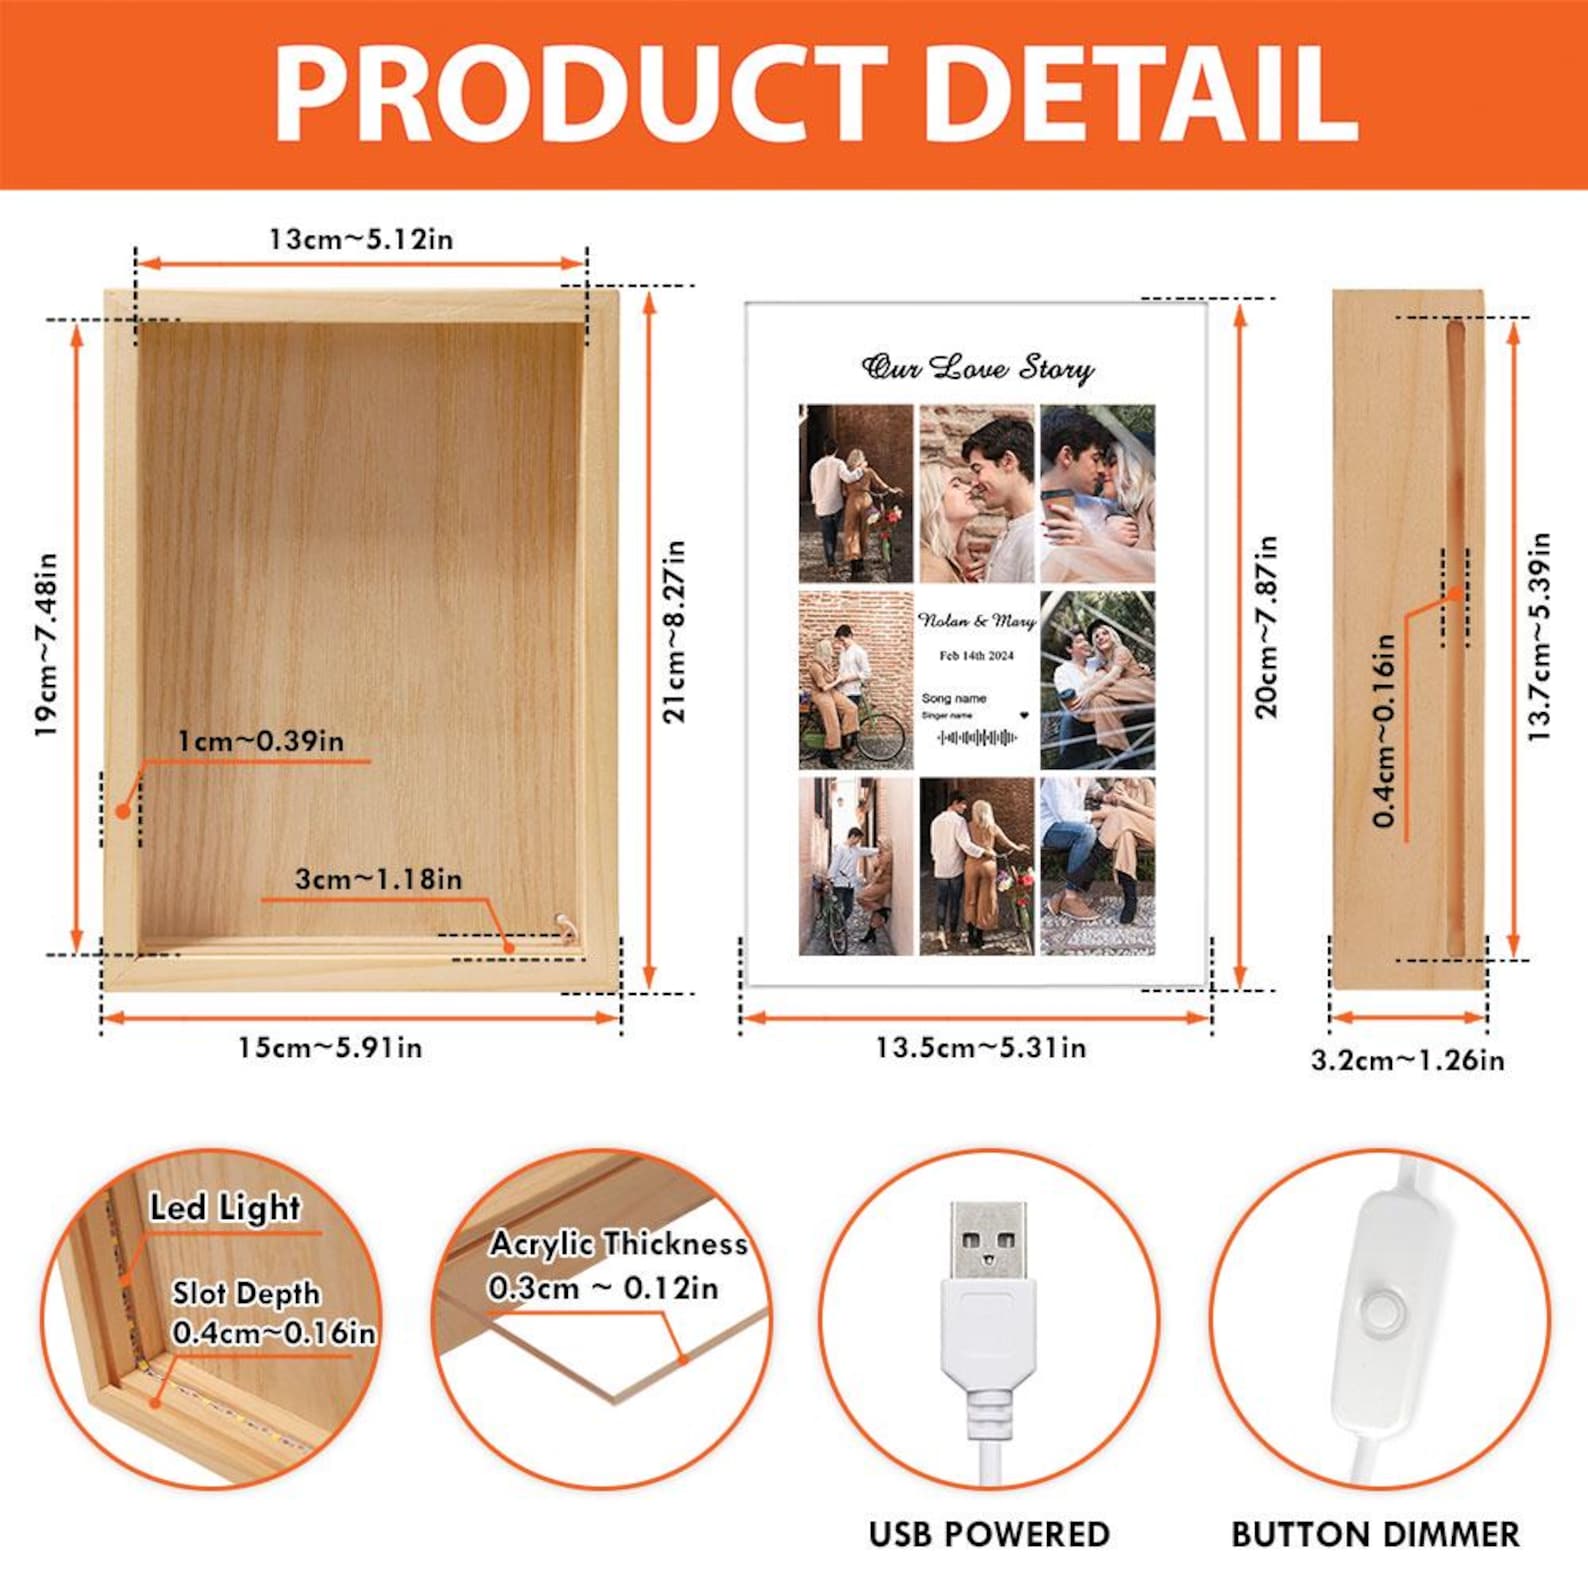 PRODUCT DETAIL
13cm~5.12in
19cm~7.48in
21cm~8.27in
1cm~0.39in
3cm~1.18in
15cm~5.91in
Our Love Story
Nolan & Mary
Feb 14th 2024
Song name
Singer name
20cm~7.87in
13.5cm~5.31in
0.4cm~0.16in
13.7cm~5.39in
3.2cm~1.26in
Led Light
Slot Depth
0.4cm~0.16in
Acrylic Thickness
0.3cm ~ 0.12in
USB POWERED
BUTTON DIMMER